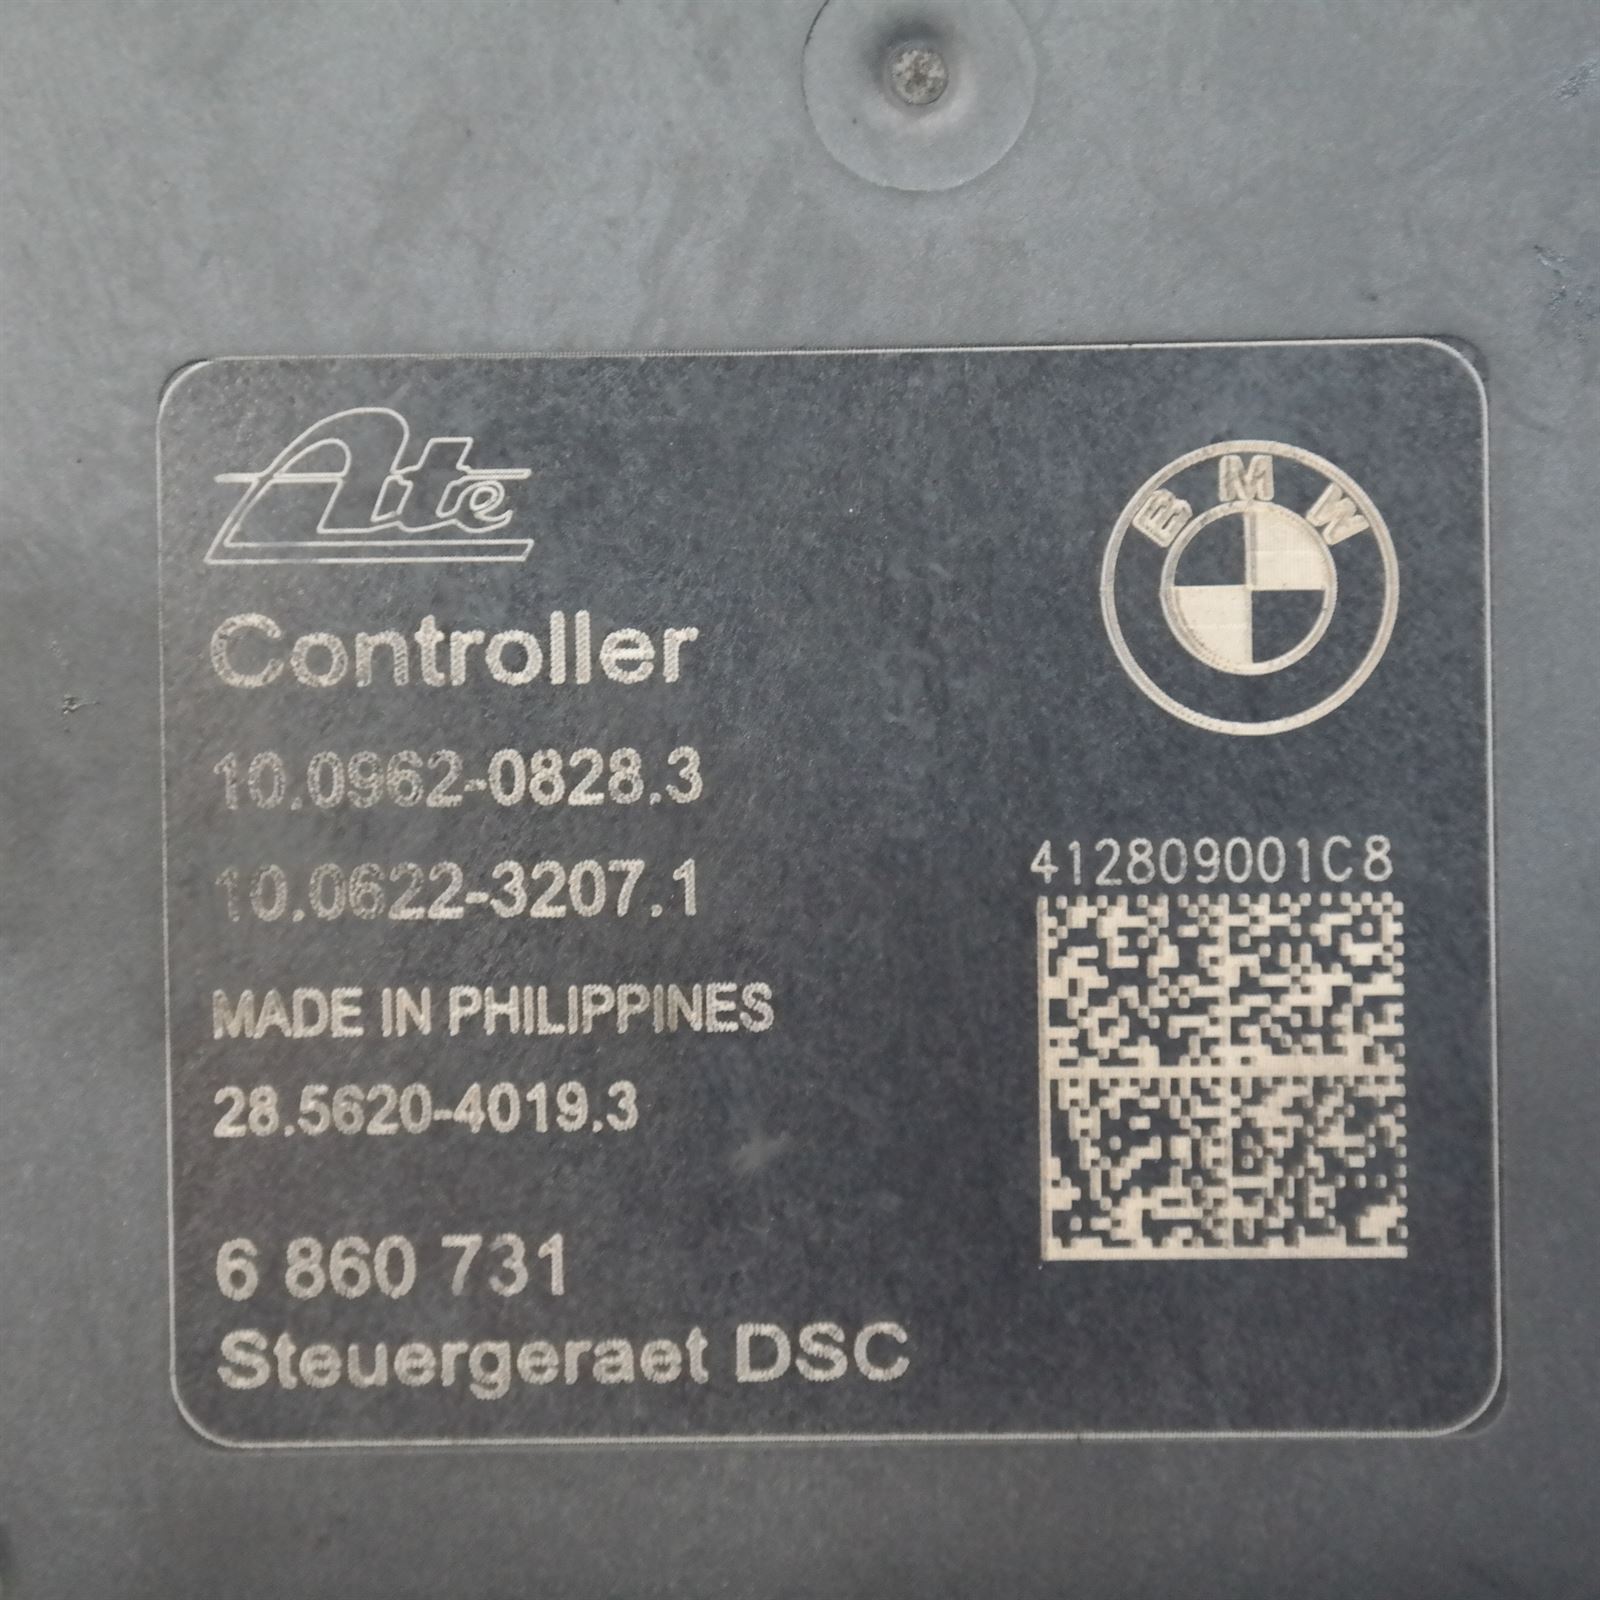 Ate
BMW
Controller
10.0962-0828.3
10.0622-3207.1
412809001C8
MADE IN PHILIPPINES
28.5620-4019.3
6 860 731
Steuergeraet DSC